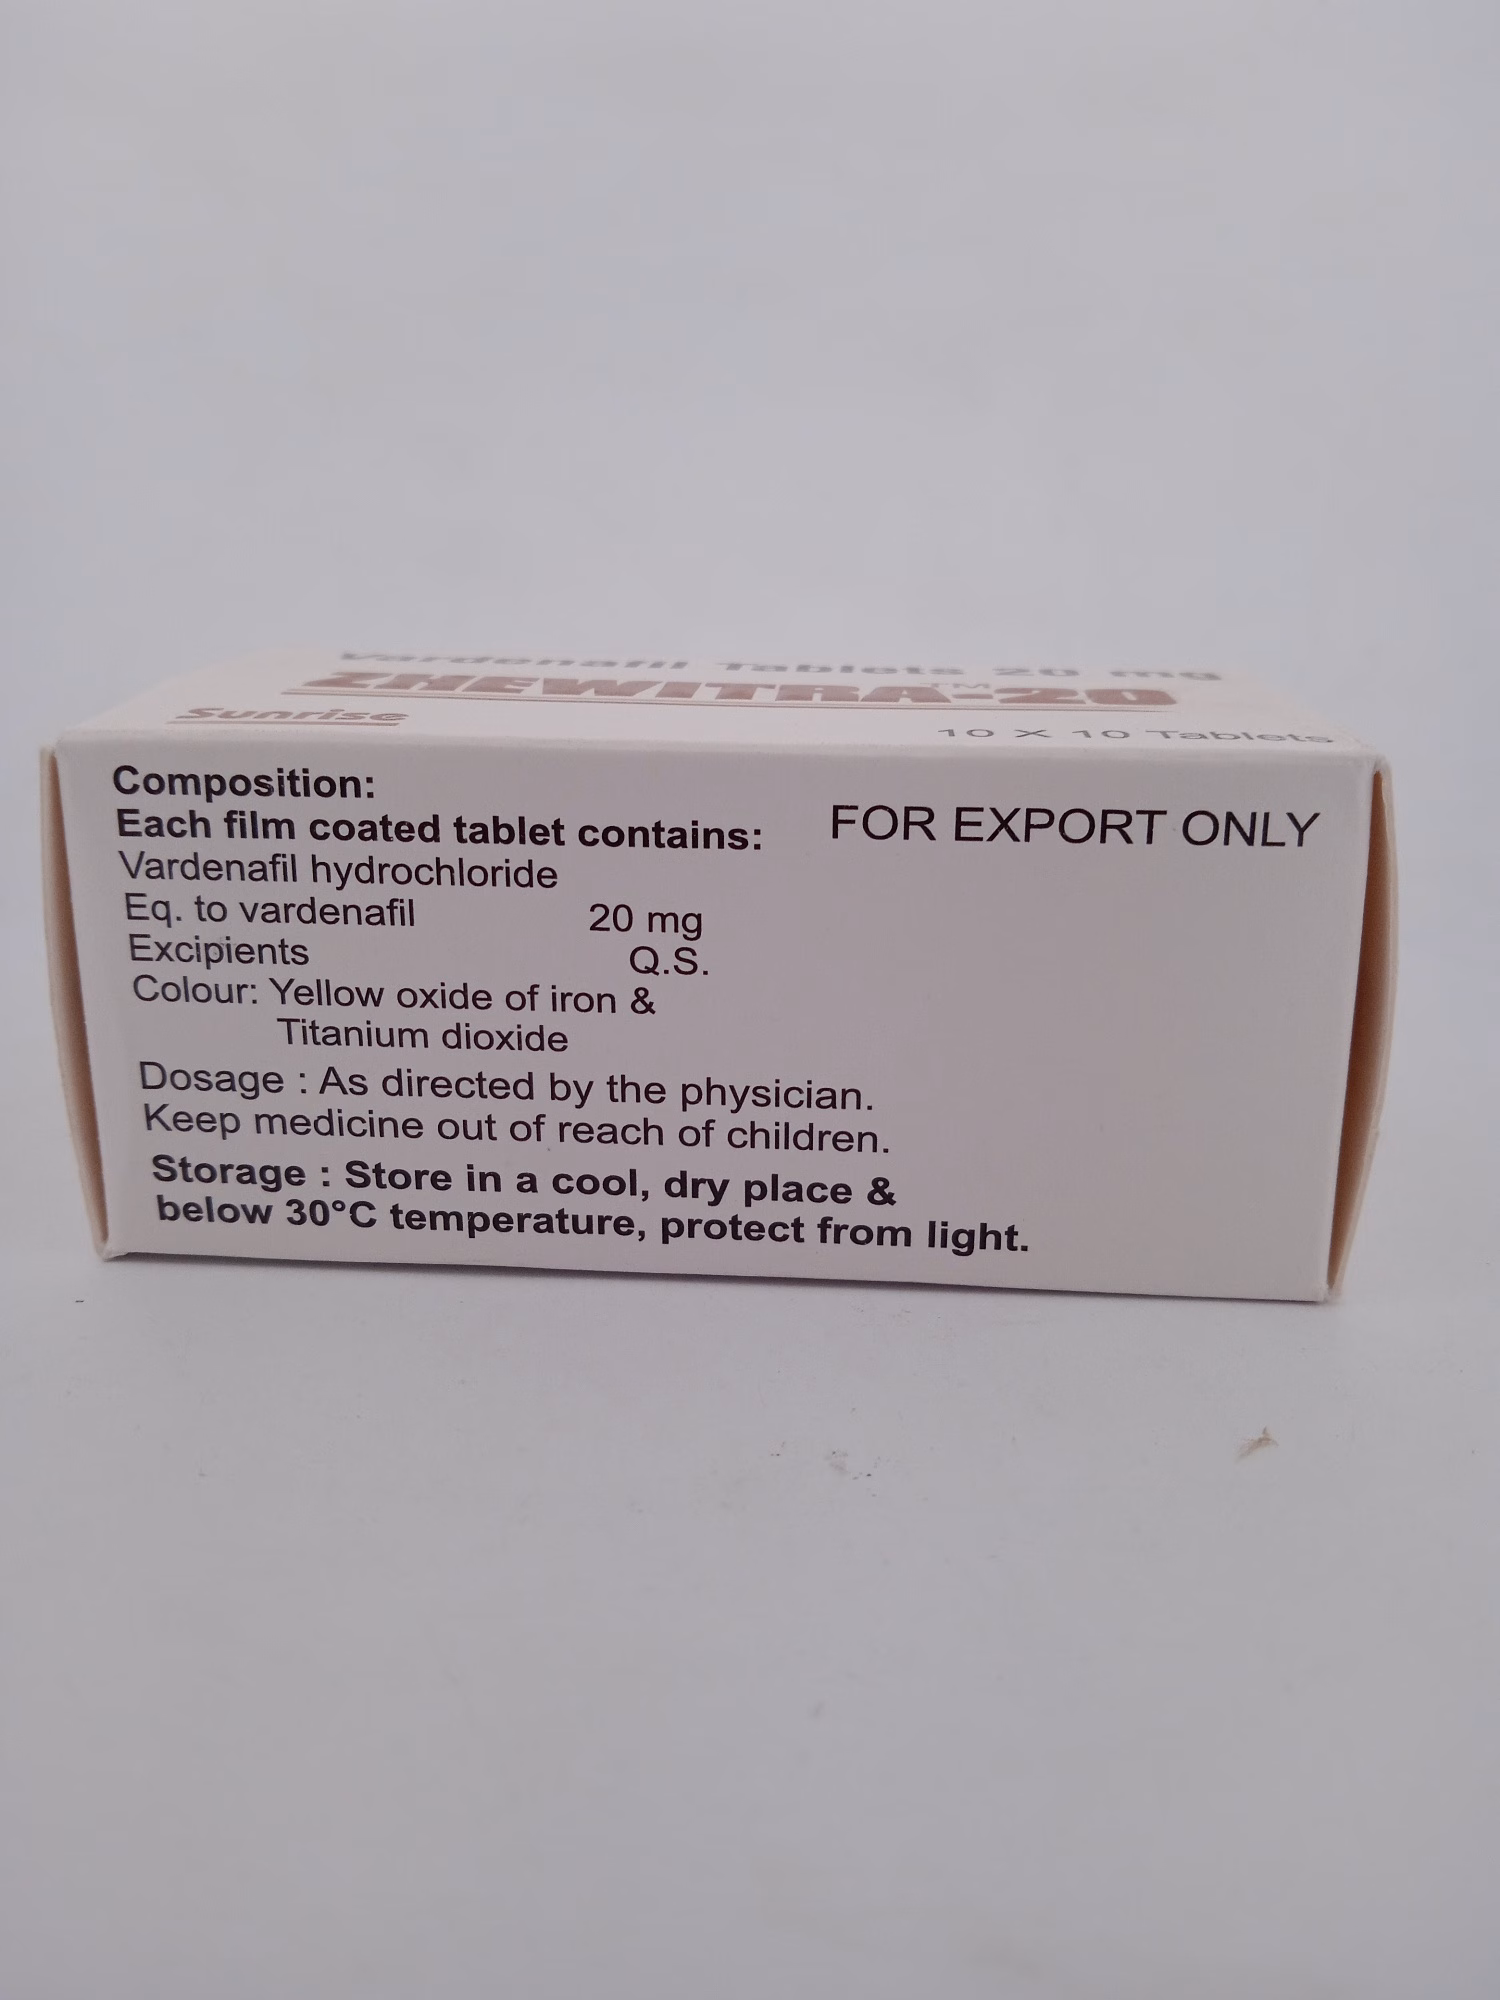 Vardenafil Tablets 20 mg
ZHEWITRA™-20
Sunrise
10 X 10 Tablets
Composition:
Each film coated tablet contains:
FOR EXPORT ONLY
Vardenafil hydrochloride
Eq. to vardenafil 20 mg
Excipients Q.S.
Colour: Yellow oxide of iron &
Titanium dioxide
Dosage : As directed by the physician.
Keep medicine out of reach of children.
Storage : Store in a cool, dry place &
below 30°C temperature, protect from light.